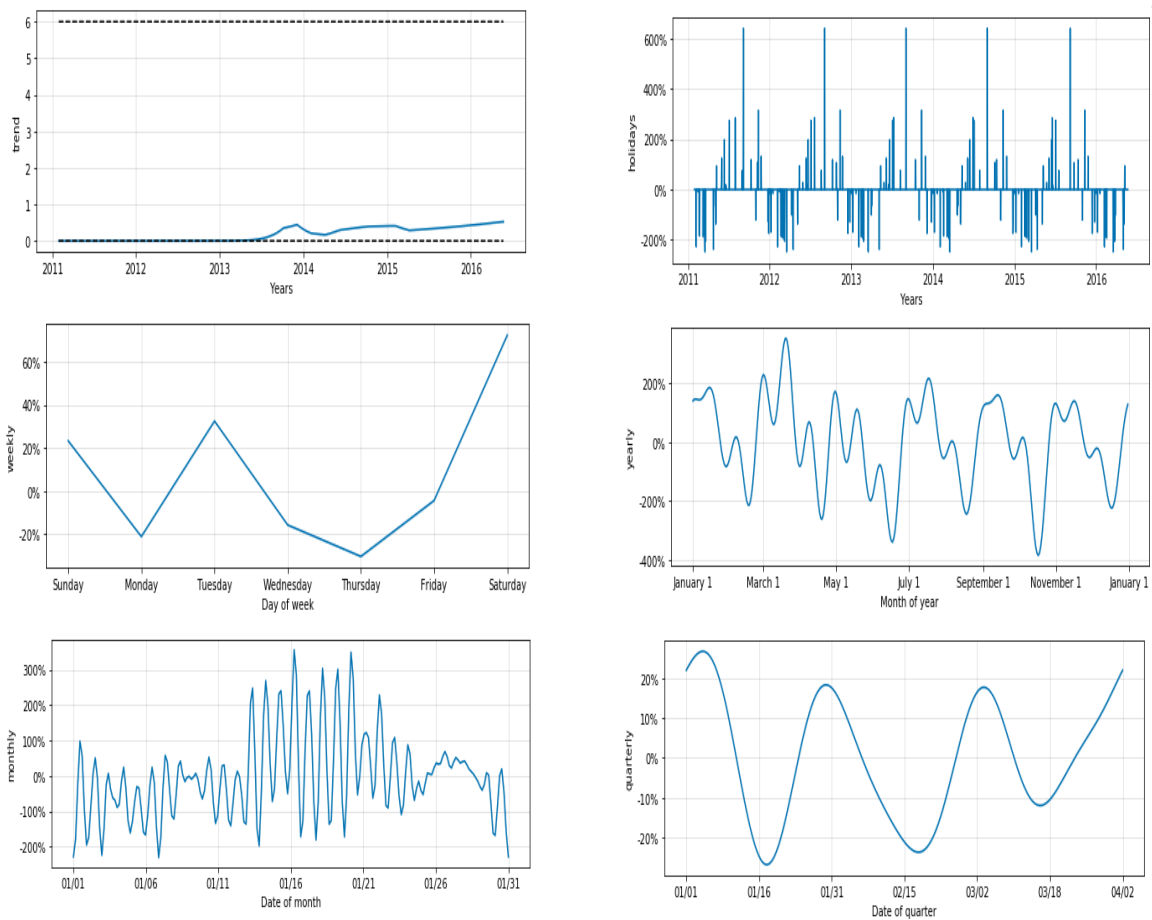 trend
6
5
4
3
2
1
0
2011 2012 2013 2014 2015 2016
Years
holidays
600%
400%
200%
0%
-200%
2011 2012 2013 2014 2015 2016
Years
weekly
60%
40%
20%
0%
-20%
Sunday Monday Tuesday Wednesday Thursday Friday Saturday
Day of week
yearly
200%
0%
-200%
-400%
January 1 March 1 May 1 July 1 September 1 November 1 January 1
Month of year
monthly
300%
200%
100%
0%
-100%
-200%
01/01 01/06 01/11 01/16 01/21 01/26 01/31
Date of month
quarterly
20%
10%
0%
-10%
-20%
01/01 01/16 01/31 02/15 03/02 03/18 04/02
Date of quarter